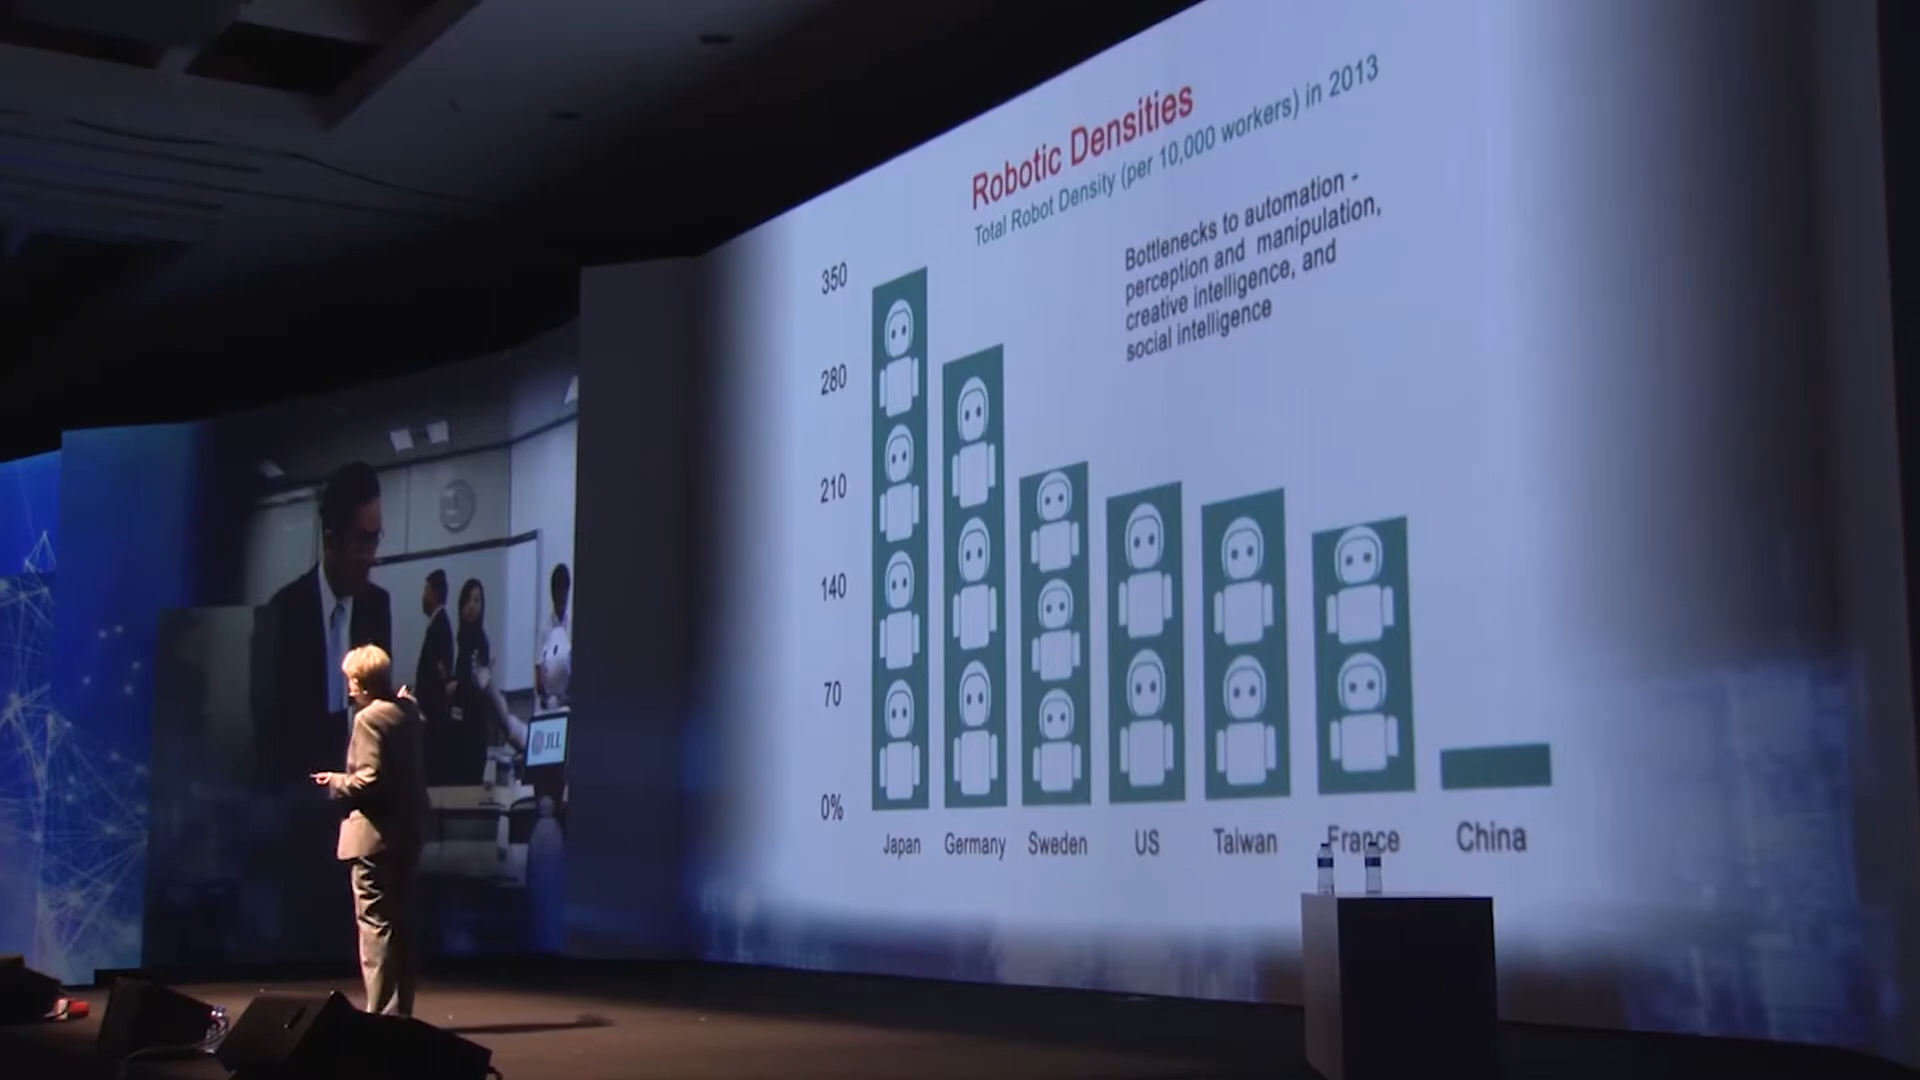 Robotic Densities
Total Robot Density (per 10,000 workers) in 2013
Bottlenecks to automation -
perception and manipulation,
creative intelligence, and
social intelligence
350
280
210
140
70
0%
Japan Germany Sweden US Taiwan France China
JLL